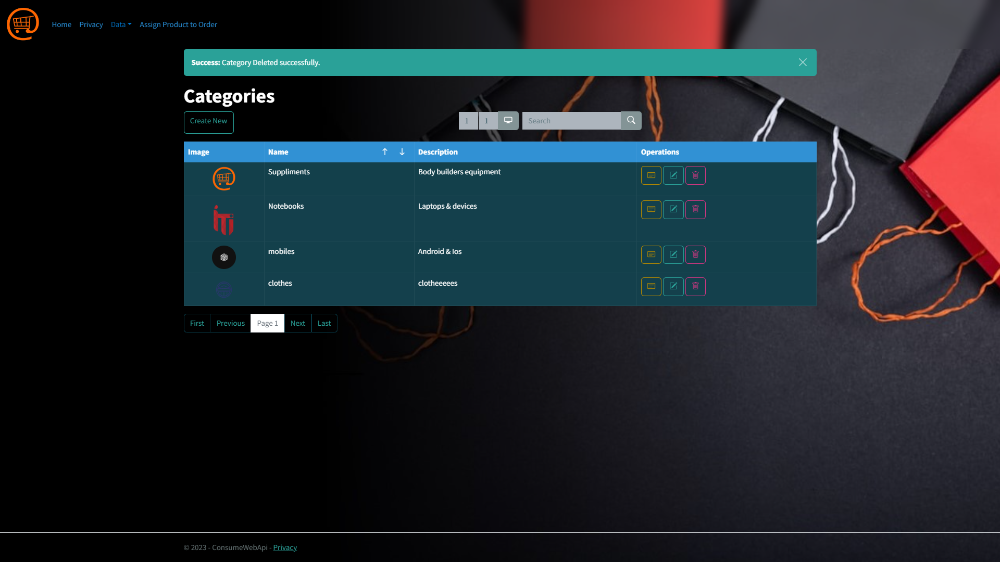 Home Privacy Data Assign Product to Order
Success: Category Deleted successfully.
Categories
Create New 1 1 Search
Image Name Description Operations
Suppliments Body builders equipment
Notebooks Laptops & devices
mobiles Android & Ios
clothes clotheeeees
First Previous Page 1 Next Last
© 2023 - ConsumeWebApi - Privacy